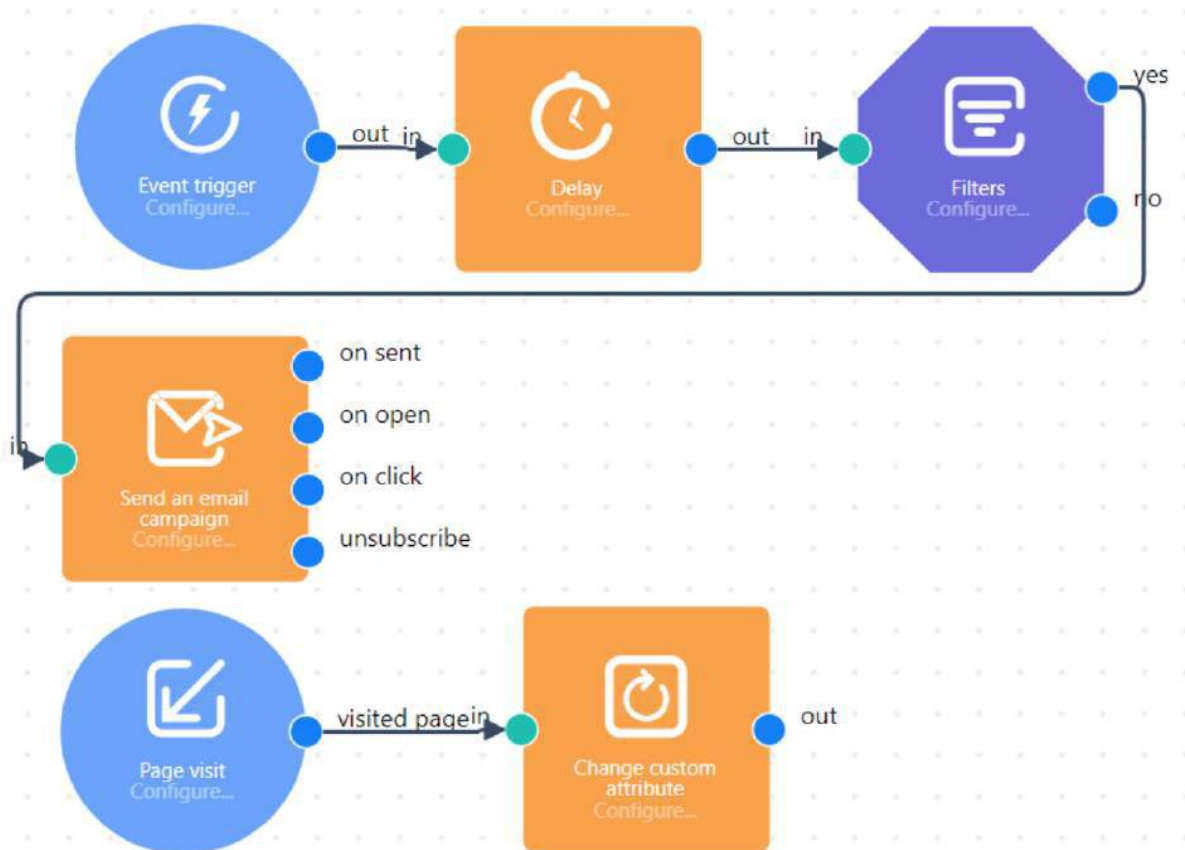 Event trigger
Configure...
out
in
Delay
Configure...
out
in
Filters
Configure...
yes
no
in
Send an email
campaign
Configure...
on sent
on open
on click
unsubscribe
Page visit
Configure...
visited page
in
Change custom
attribute
Configure...
out